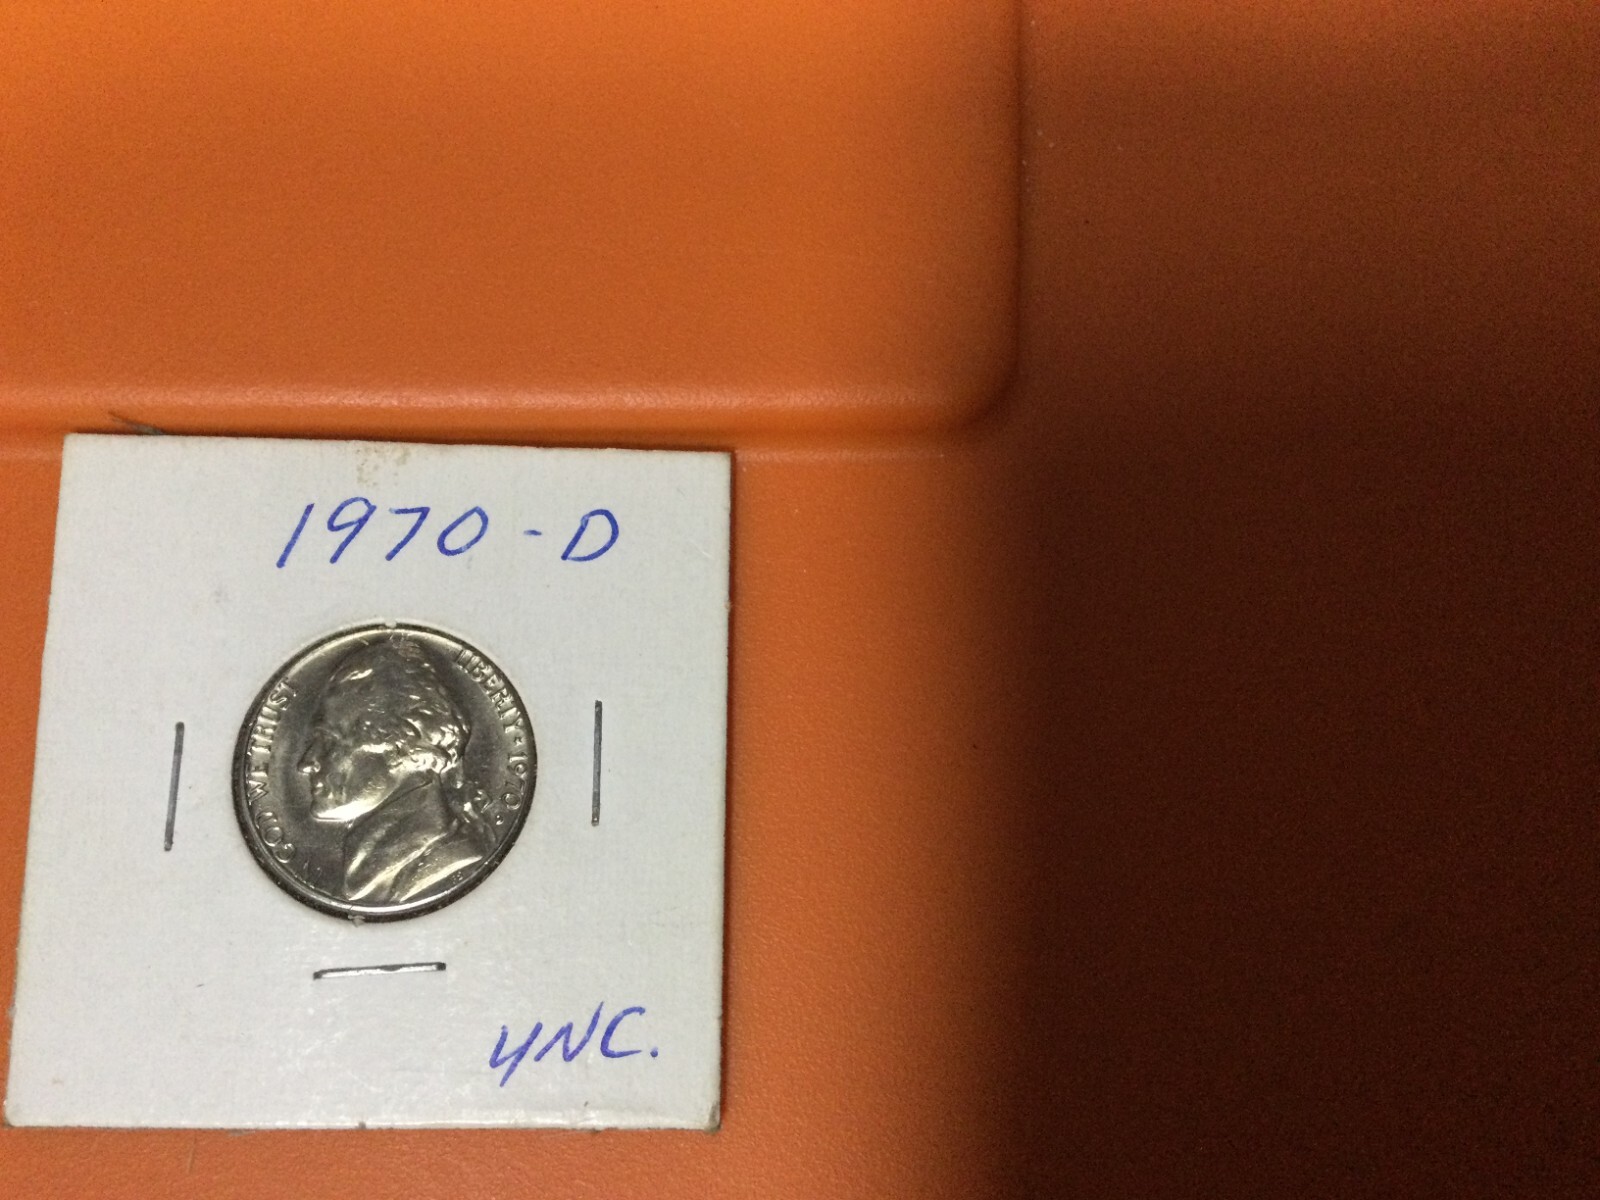 1970-D
IN GOD WE TRUST
LIBERTY · 1970
UNC.